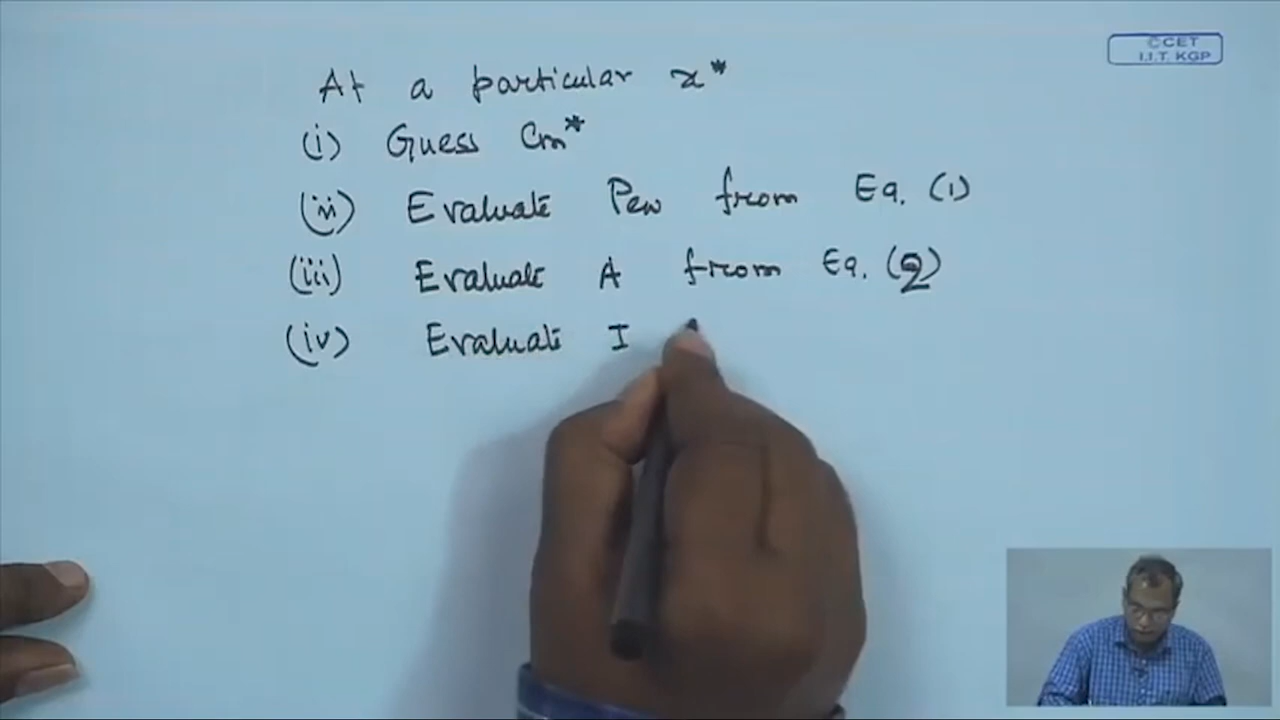 ©CET
I.I.T. KGP
At a particular x*
(i) Guess Cm*
(ii) Evaluate Pew from Eq. (1)
(iii) Evaluate A from Eq. (2)
(iv) Evaluate I